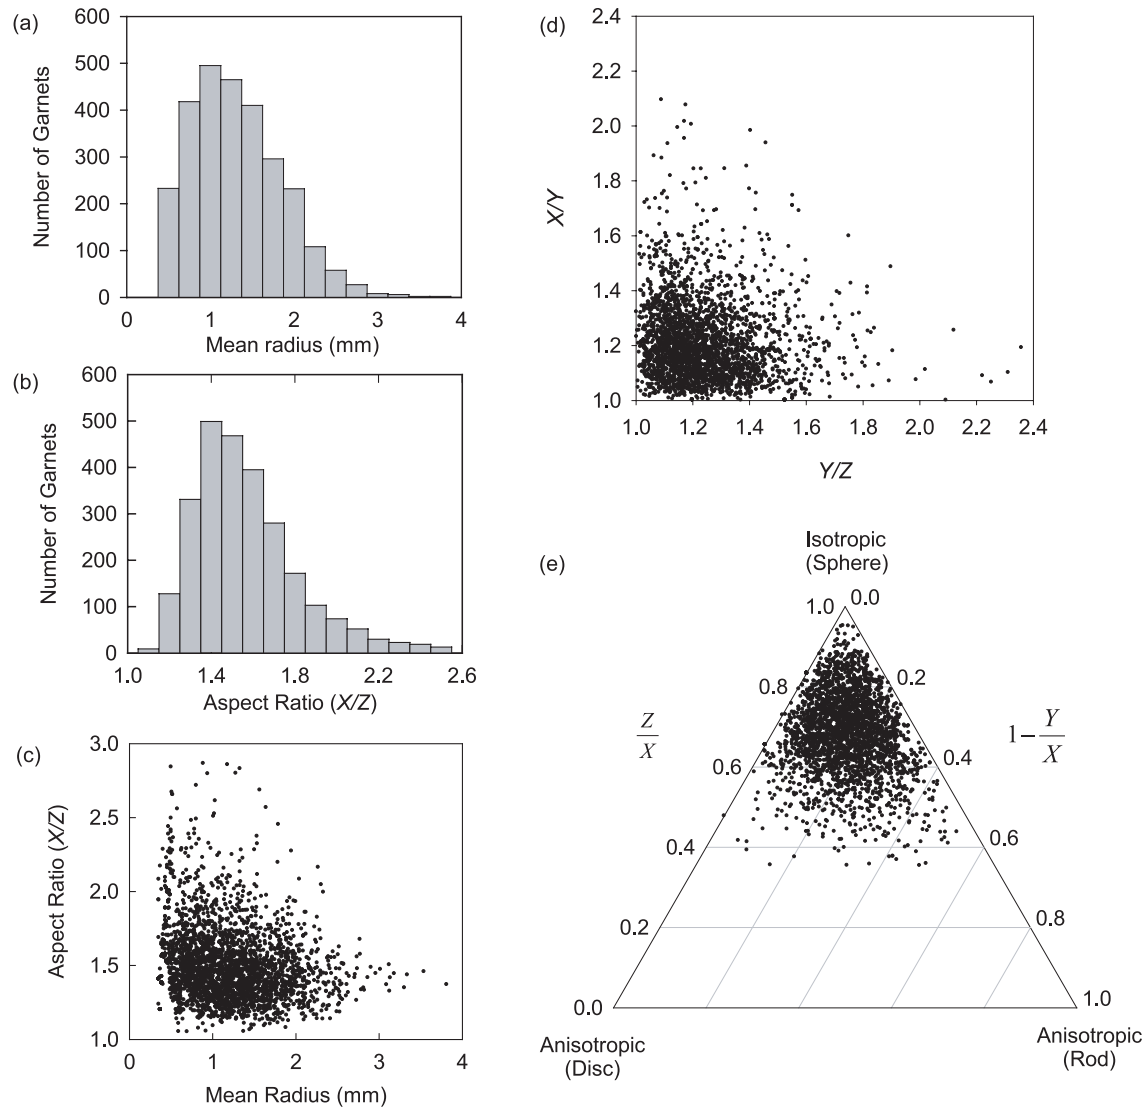 (a)
600
500
400
300
200
100
0
Number of Garnets
0 1 2 3 4
Mean radius (mm)
(b)
600
500
400
300
200
100
0
Number of Garnets
1.0 1.4 1.8 2.2 2.6
Aspect Ratio (X/Z)
(c)
3.0
2.5
2.0
1.5
1.0
Aspect Ratio (X/Z)
0 1 2 3 4
Mean Radius (mm)
(d)
2.4
2.2
2.0
1.8
1.6
1.4
1.2
1.0
X/Y
1.0 1.2 1.4 1.6 1.8 2.0 2.2 2.4
Y/Z
(e)
Isotropic
(Sphere)
1.0 0.0
0.8 0.2
Z/X
1-Y/X
0.6 0.4
0.4 0.6
0.2 0.8
0.0 1.0
Anisotropic
(Disc)
Anisotropic
(Rod)